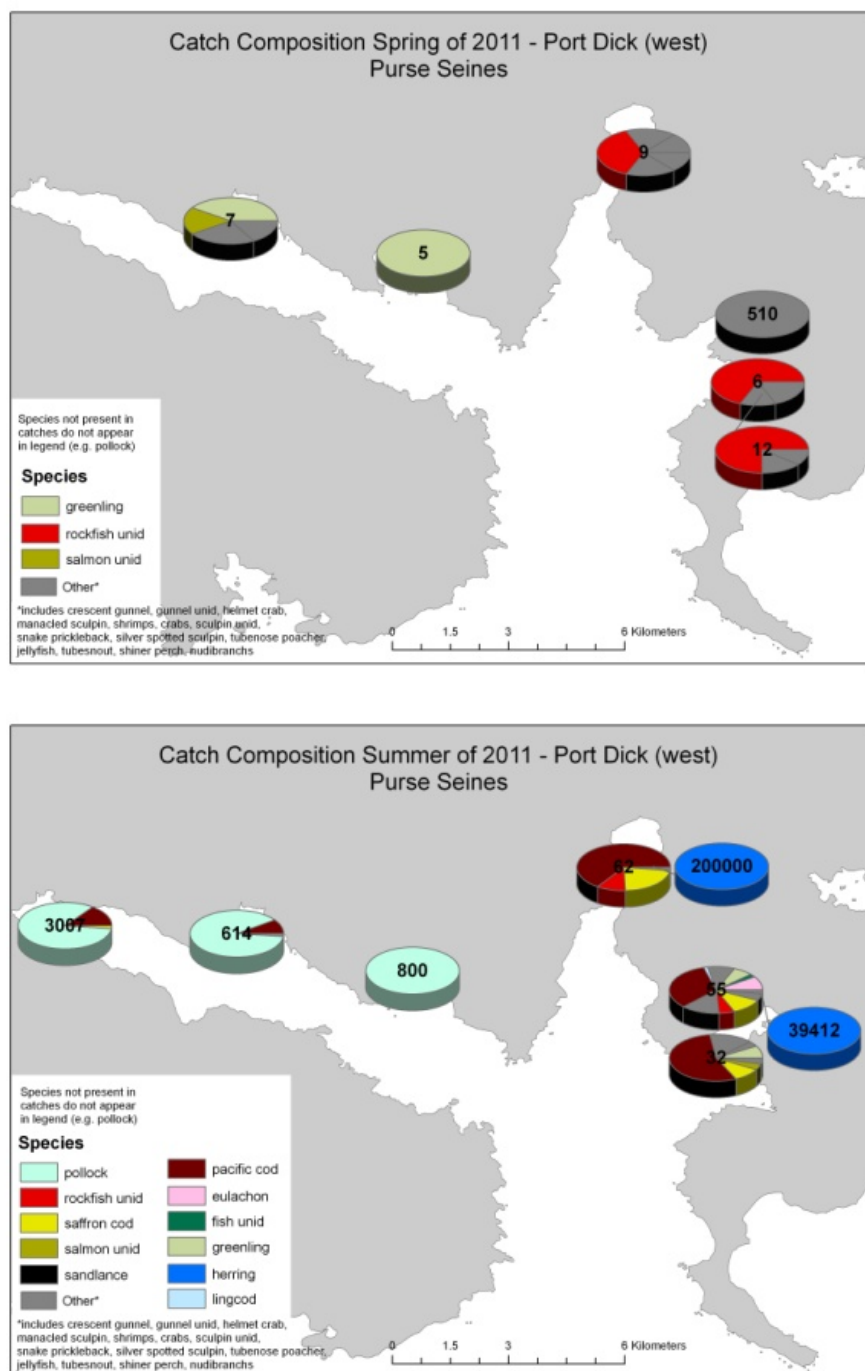 Catch Composition Spring of 2011 - Port Dick (west)
Purse Seines
9
7
5
510
6
12
Species not present in
catches do not appear
in legend (e.g. pollock)
Species
greenling
rockfish unid
salmon unid
Other*
*includes crescent gunnel, gunnel unid, helmet crab,
manacled sculpin, shrimps, crabs, sculpin unid,
snake prickleback, silver spotted sculpin, tubenose poacher,
jellyfish, tubesnout, shiner perch, nudibranchs
0 1.5 3 6 Kilometers
Catch Composition Summer of 2011 - Port Dick (west)
Purse Seines
62 200000
3007 614
800
55
39412
32
Species not present in
catches do not appear
in legend (e.g. pollock)
Species
pollock pacific cod
rockfish unid eulachon
saffron cod fish unid
salmon unid greenling
sandlance herring
Other* lingcod
*includes crescent gunnel, gunnel unid, helmet crab,
manacled sculpin, shrimps, crabs, sculpin unid,
snake prickleback, silver spotted sculpin, tubenose poacher,
jellyfish, tubesnout, shiner perch, nudibranchs
0 1.5 3 6 Kilometers